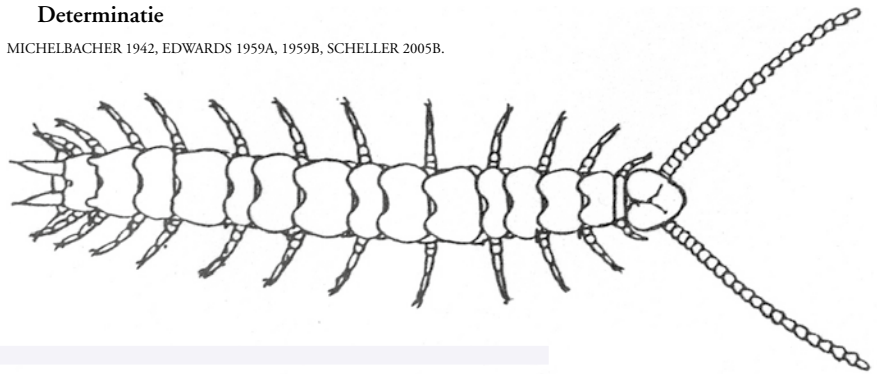 Determinatie
MICHELBACHER 1942, EDWARDS 1959A, 1959B, SCHELLER 2005B.